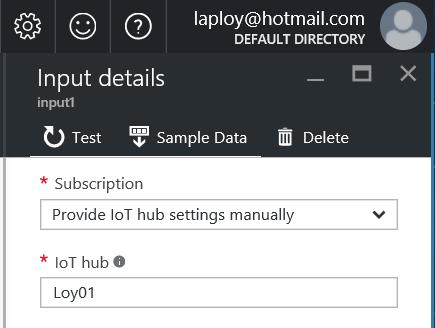 laploy@hotmail.com
DEFAULT DIRECTORY
Input details
input1
Test Sample Data Delete
* Subscription
Provide IoT hub settings manually
* IoT hub
Loy01